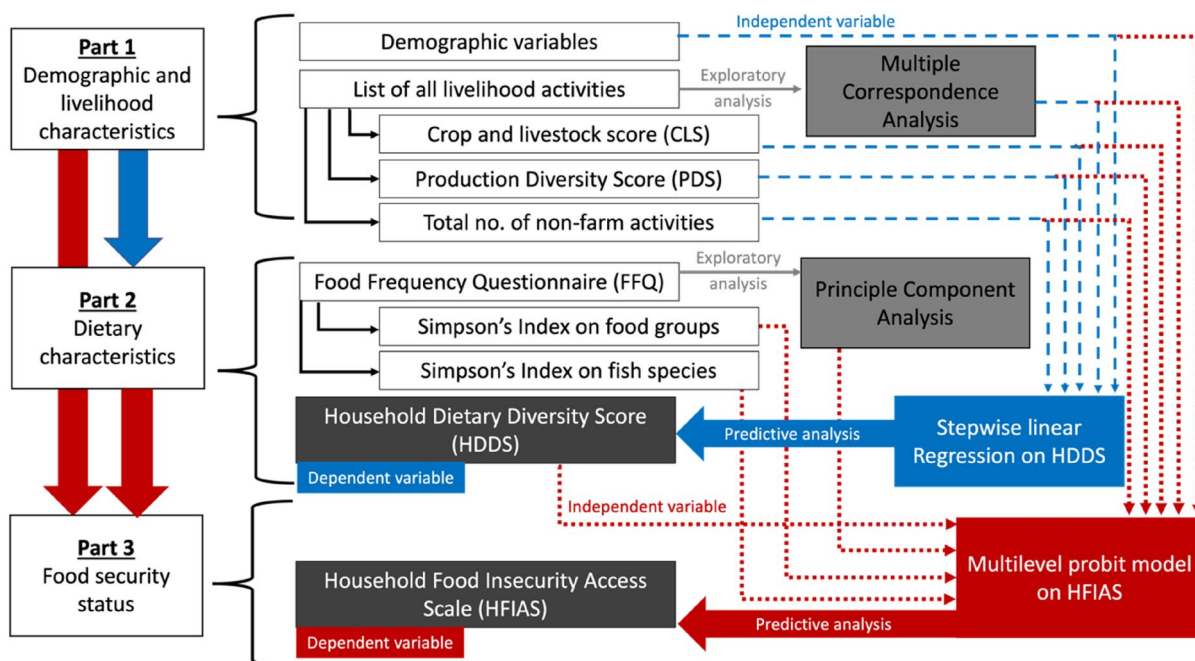 Part 1
Demographic and
livelihood
characteristics
Demographic variables
Independent variable
List of all livelihood activities
Exploratory
analysis
Multiple
Correspondence
Analysis
Crop and livestock score (CLS)
Production Diversity Score (PDS)
Total no. of non-farm activities
Part 2
Dietary
characteristics
Food Frequency Questionnaire (FFQ)
Exploratory
analysis
Principle Component
Analysis
Simpson's Index on food groups
Simpson's Index on fish species
Household Dietary Diversity Score
(HDDS)
Dependent variable
Predictive analysis
Stepwise linear
Regression on HDDS
Independent variable
Part 3
Food security
status
Household Food Insecurity Access
Scale (HFIAS)
Dependent variable
Predictive analysis
Multilevel probit model
on HFIAS